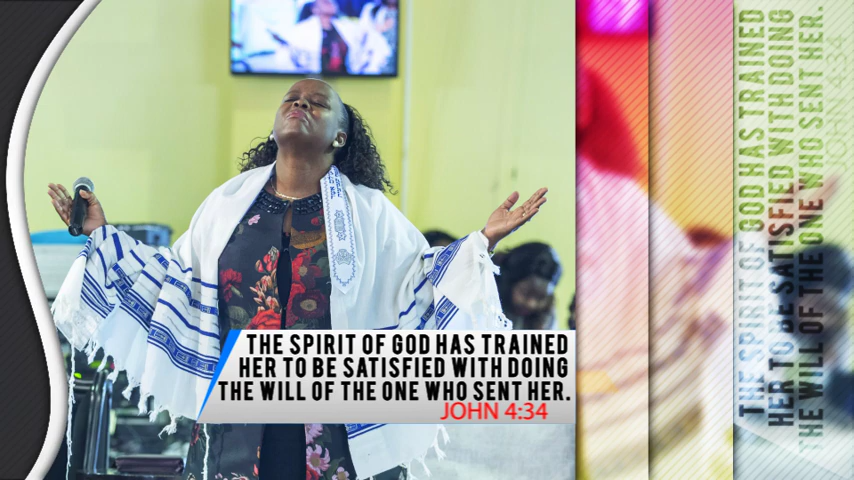 THE SPIRIT OF GOD HAS TRAINED
HER TO BE SATISFIED WITH DOING
THE WILL OF THE ONE WHO SENT HER.
JOHN 4:34
THE SPIRIT OF GOD HAS TRAINED
HER TO BE SATISFIED WITH DOING
THE WILL OF THE ONE WHO SENT HER.
JOHN 4:34